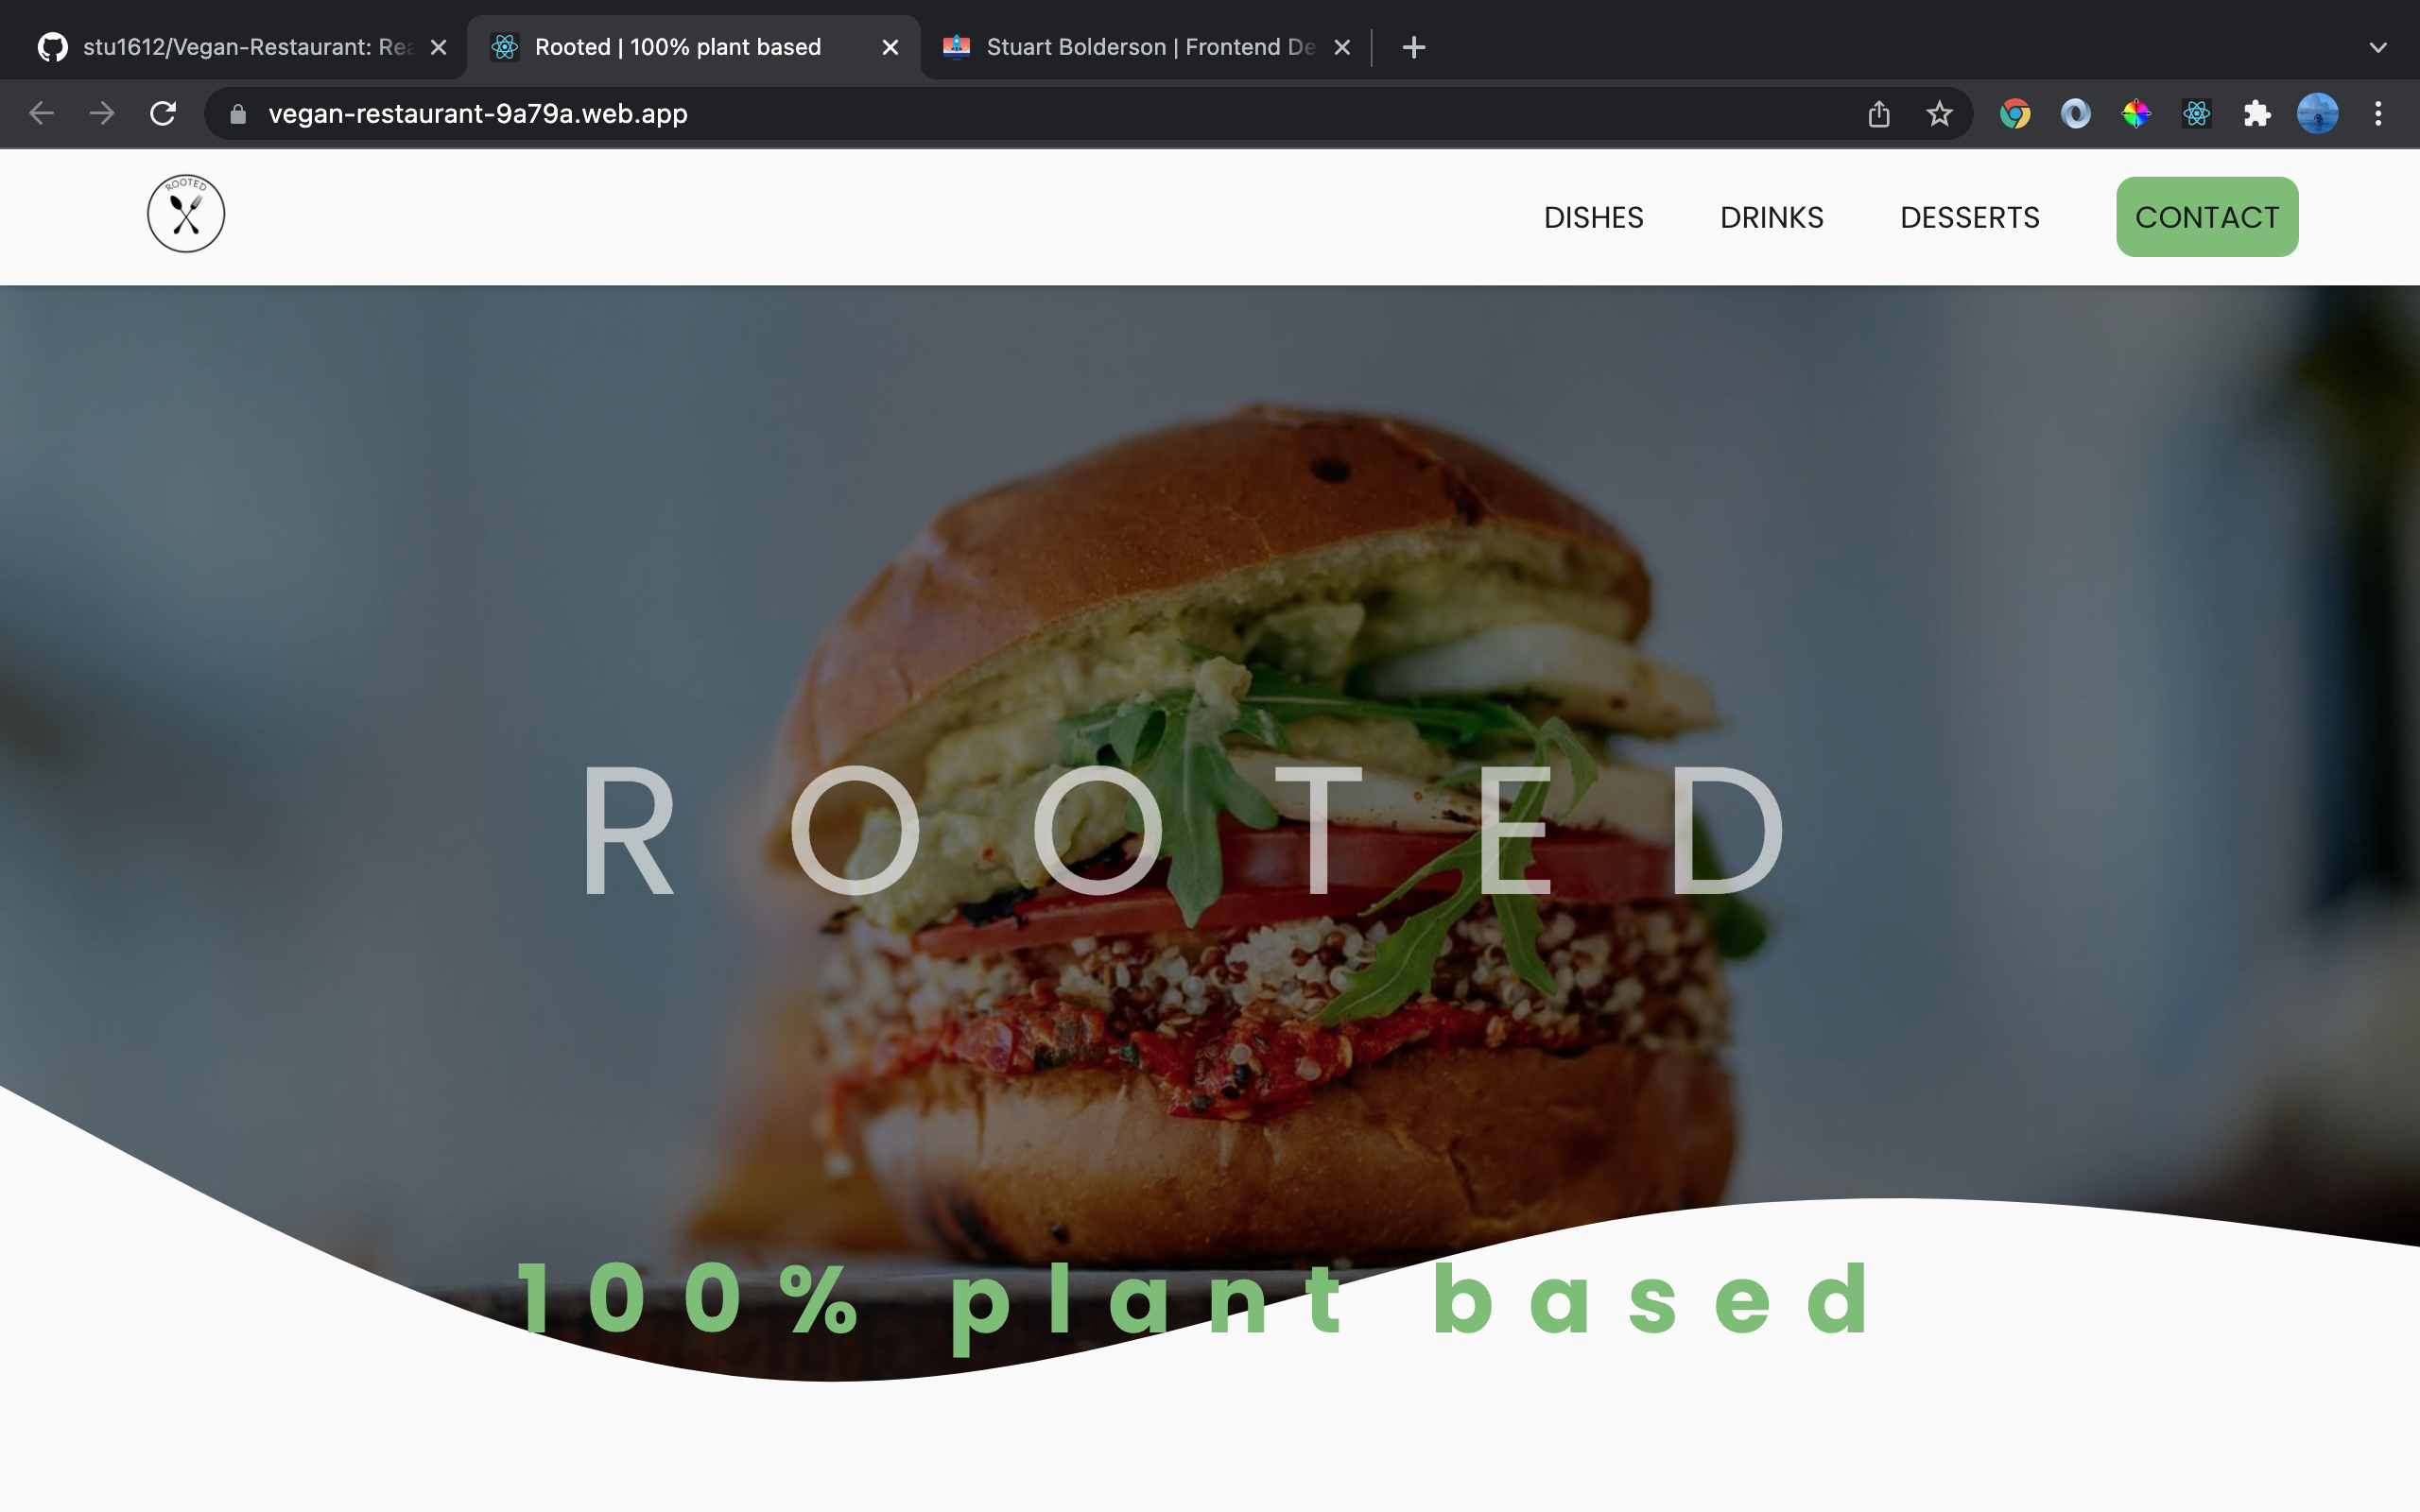 stu1612/Vegan-Restaurant: Rea
Rooted | 100% plant based
Stuart Bolderson | Frontend De
vegan-restaurant-9a79a.web.app
ROOTED
DISHES
DRINKS
DESSERTS
CONTACT
ROOTED
100% plant based